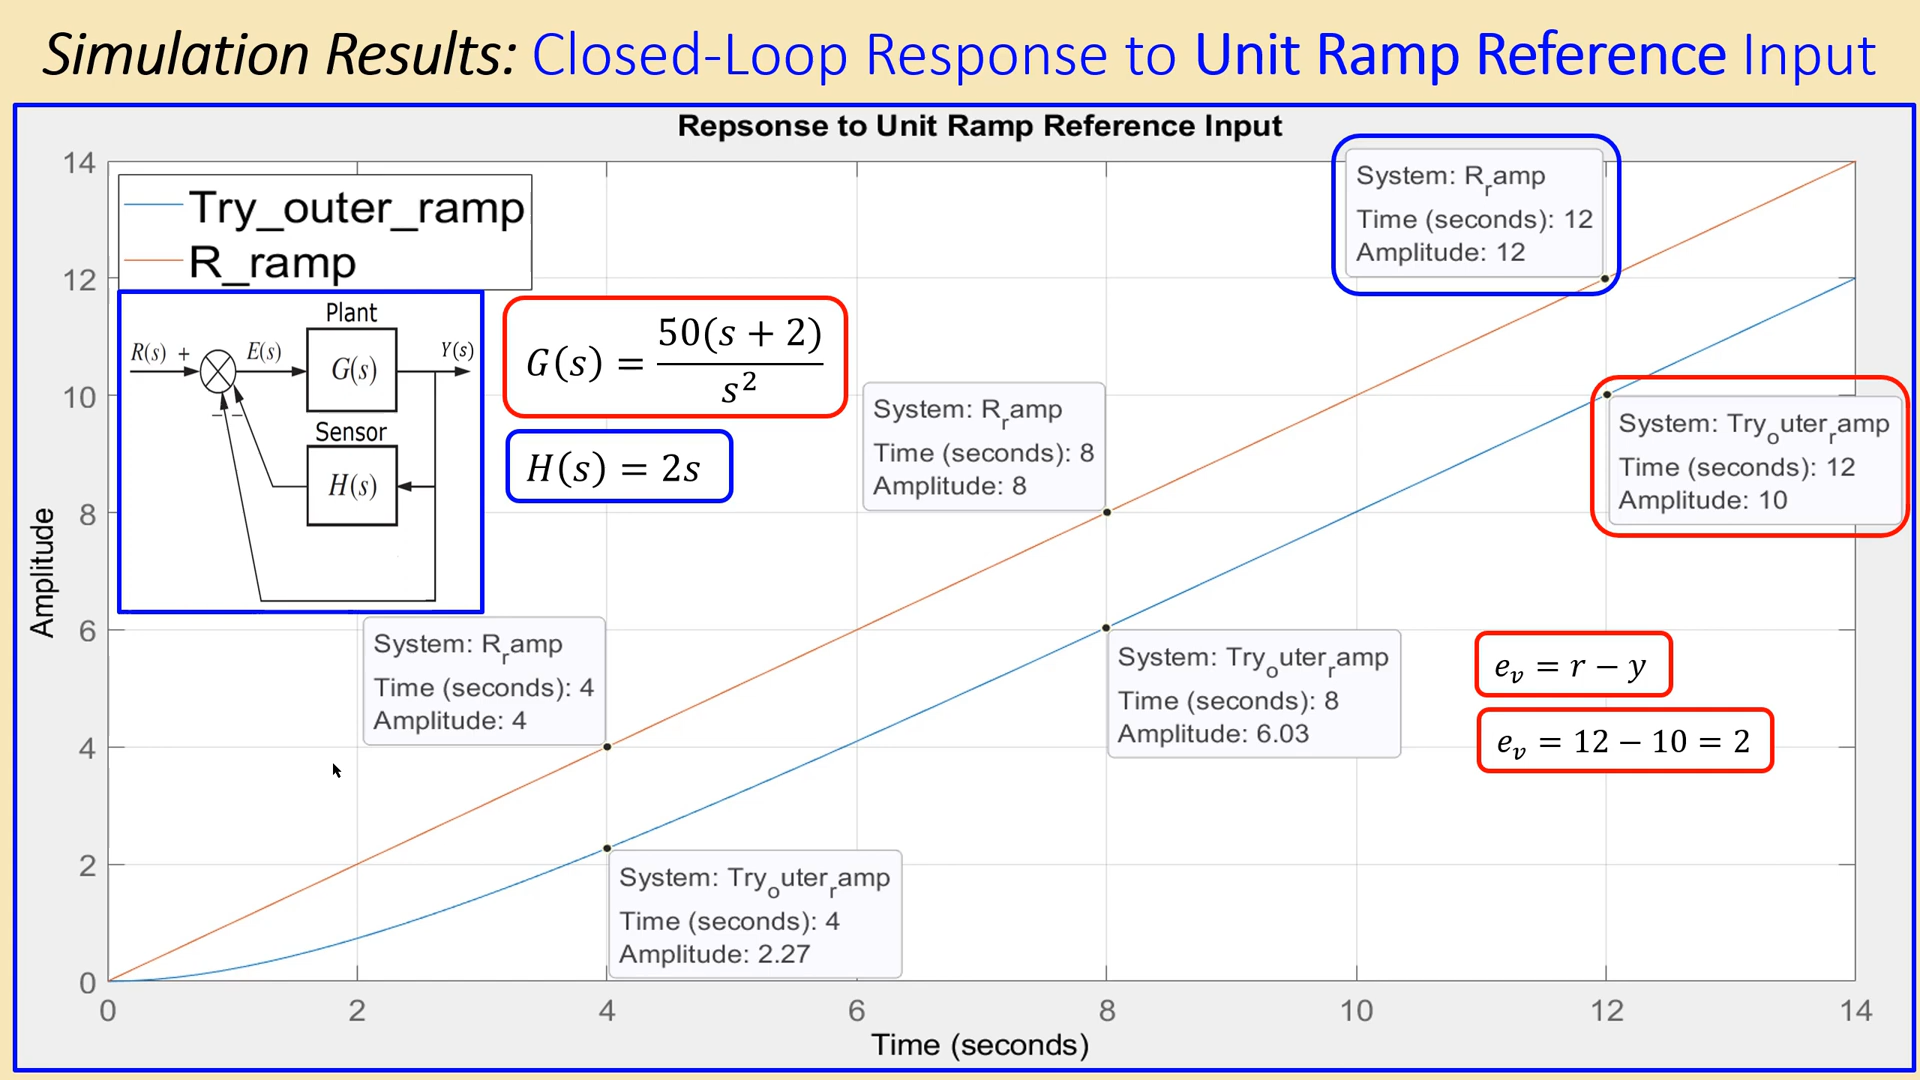 Simulation Results: Closed-Loop Response to Unit Ramp Reference Input
Repsonse to Unit Ramp Reference Input
14
12
10
8
6
4
2
0
Amplitude
Try_outer_ramp
R_ramp
Plant
R(s) +
E(s)
G(s)
Y(s)
− −
Sensor
H(s)
G(s) = 50(s + 2) / s²
H(s) = 2s
System: R_ramp
Time (seconds): 12
Amplitude: 12
System: R_ramp
Time (seconds): 8
Amplitude: 8
System: Try_outer_ramp
Time (seconds): 12
Amplitude: 10
System: R_ramp
Time (seconds): 4
Amplitude: 4
System: Try_outer_ramp
Time (seconds): 8
Amplitude: 6.03
e_v = r − y
e_v = 12 − 10 = 2
System: Try_outer_ramp
Time (seconds): 4
Amplitude: 2.27
0 2 4 6 8 10 12 14
Time (seconds)